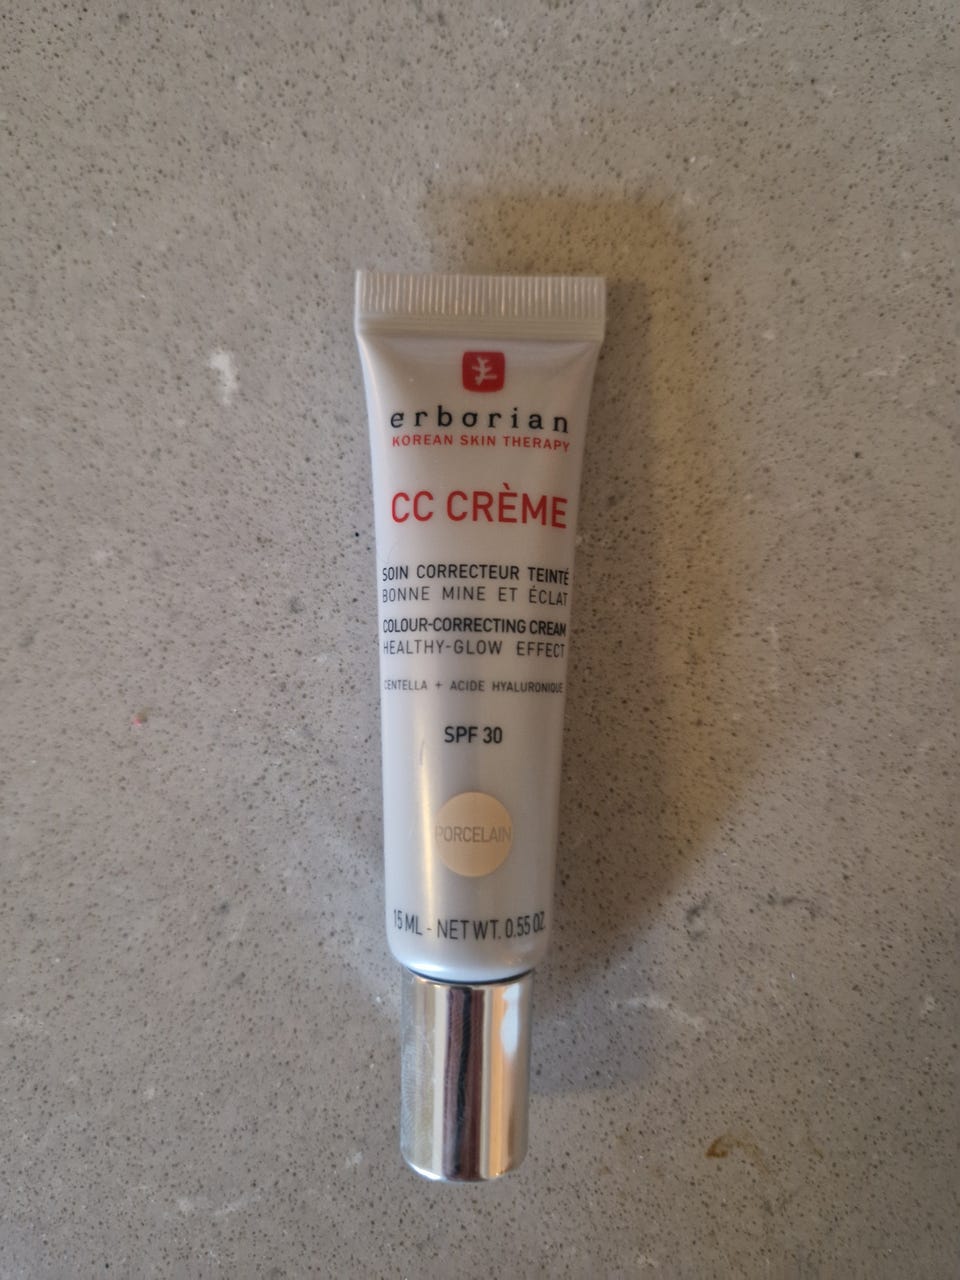 erborian
KOREAN SKIN THERAPY
CC CRÈME
SOIN CORRECTEUR TEINTÉ
BONNE MINE ET ÉCLAT
COLOUR-CORRECTING CREAM
HEALTHY-GLOW EFFECT
CENTELLA + ACIDE HYALURONIQUE
SPF 30
PORCELAIN
15 ML - NET WT. 0.55 OZ